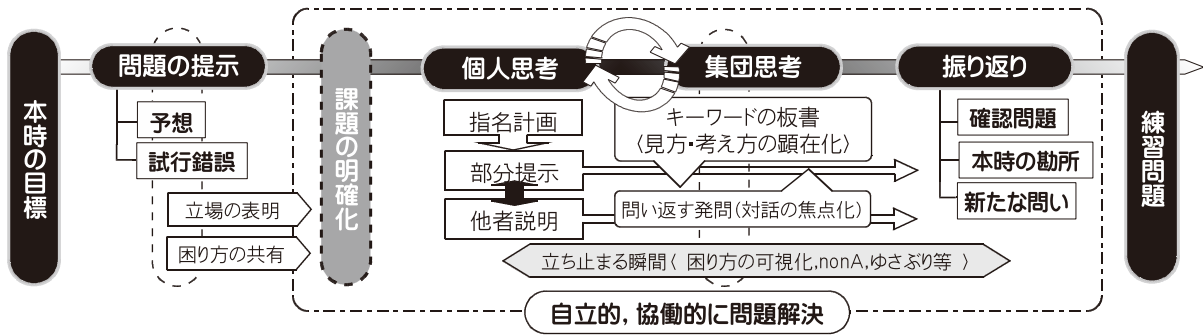 本時の目標
問題の提示
予想
試行錯誤
立場の表明
困り方の共有
課題の明確化
個人思考
指名計画
部分提示
他者説明
集団思考
キーワードの板書
〈見方・考え方の顕在化〉
問い返す発問(対話の焦点化)
立ち止まる瞬間〈 困り方の可視化,nonA,ゆさぶり等 〉
振り返り
確認問題
本時の勘所
新たな問い
自立的,協働的に問題解決
練習問題